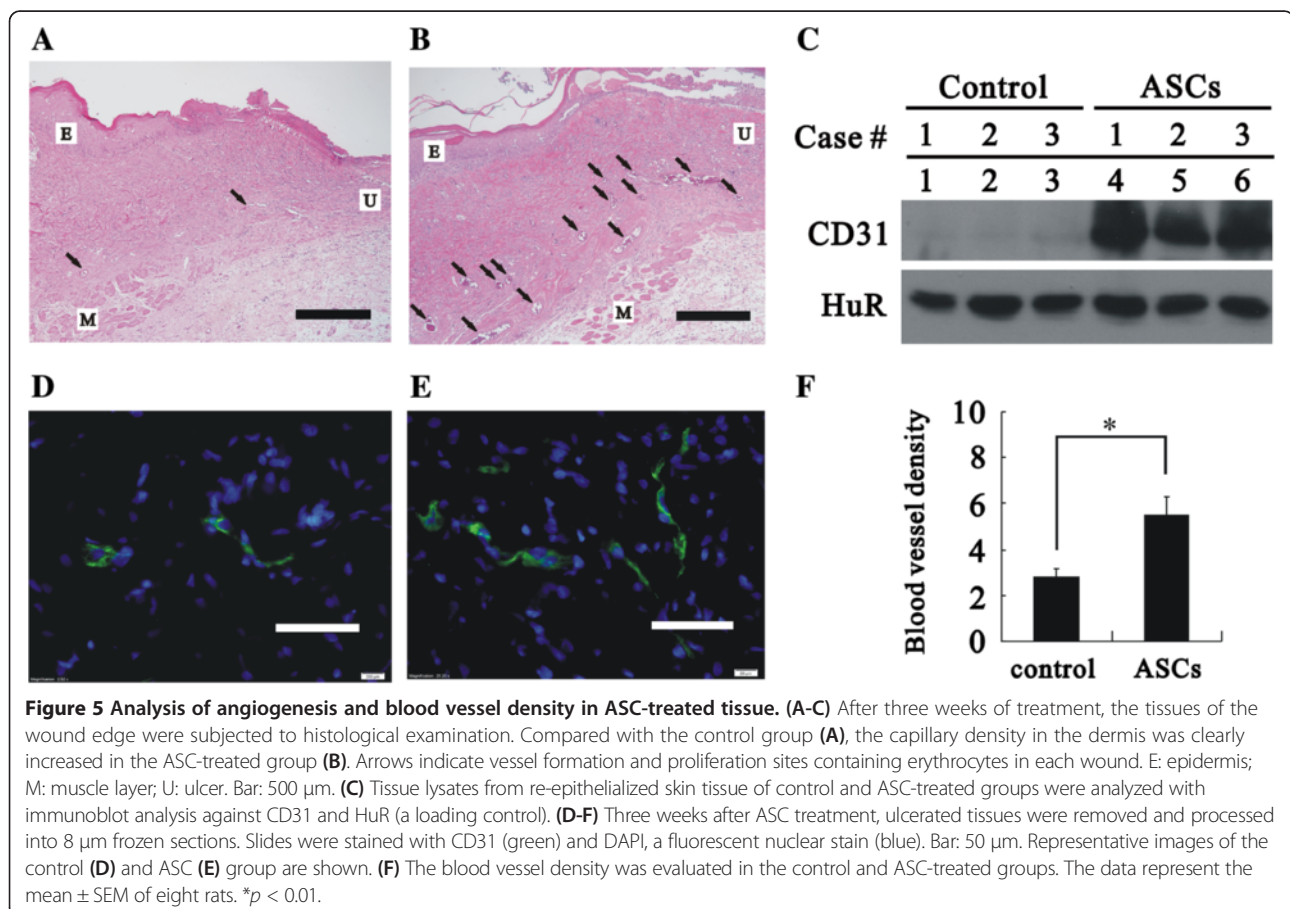 A
B
C
E
U
M
E
U
M
Control ASCs
Case # 1 2 3 1 2 3
1 2 3 4 5 6
CD31
HuR
D
E
F
Blood vessel density
10
8
6
4
2
0
*
control ASCs
Figure 5 Analysis of angiogenesis and blood vessel density in ASC-treated tissue. (A-C) After three weeks of treatment, the tissues of the
wound edge were subjected to histological examination. Compared with the control group (A), the capillary density in the dermis was clearly
increased in the ASC-treated group (B). Arrows indicate vessel formation and proliferation sites containing erythrocytes in each wound. E: epidermis;
M: muscle layer; U: ulcer. Bar: 500 μm. (C) Tissue lysates from re-epithelialized skin tissue of control and ASC-treated groups were analyzed with
immunoblot analysis against CD31 and HuR (a loading control). (D-F) Three weeks after ASC treatment, ulcerated tissues were removed and processed
into 8 μm frozen sections. Slides were stained with CD31 (green) and DAPI, a fluorescent nuclear stain (blue). Bar: 50 μm. Representative images of the
control (D) and ASC (E) group are shown. (F) The blood vessel density was evaluated in the control and ASC-treated groups. The data represent the
mean ± SEM of eight rats. *p < 0.01.